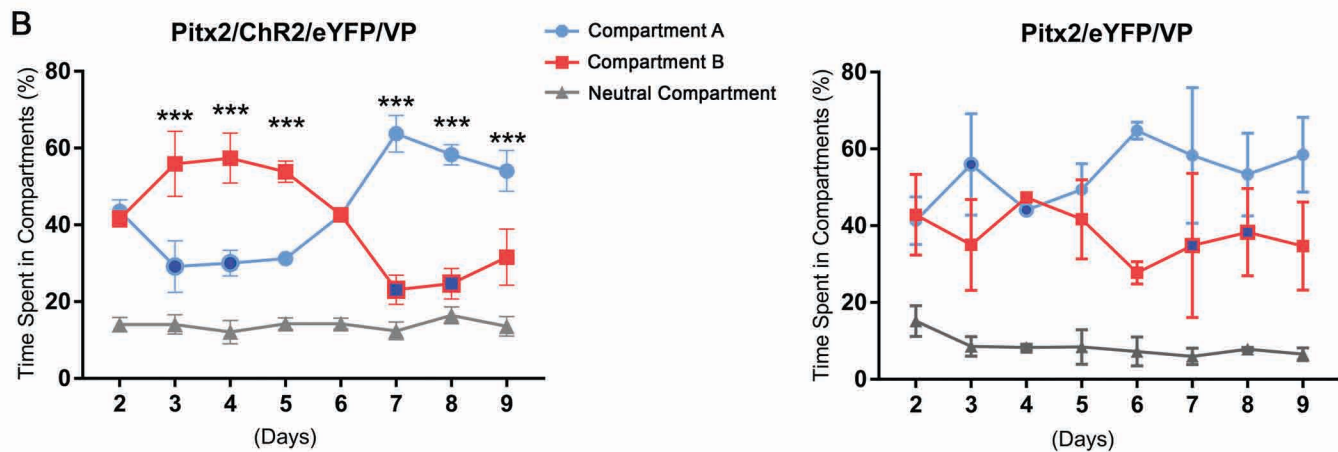 B
Pitx2/ChR2/eYFP/VP
Time Spent in Compartments (%)
80
60
40
20
0
***
***
***
***
***
***
2 3 4 5 6 7 8 9
(Days)
Compartment A
Compartment B
Neutral Compartment
Pitx2/eYFP/VP
Time Spent in Compartments (%)
80
60
40
20
0
2 3 4 5 6 7 8 9
(Days)